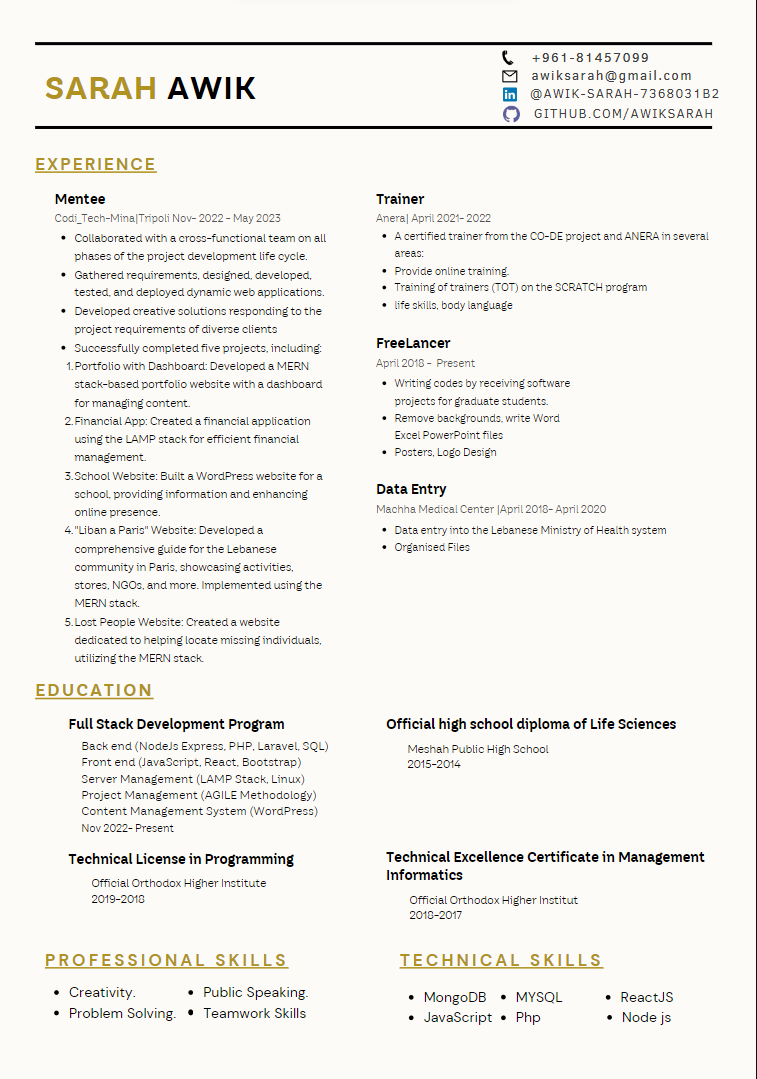 SARAH AWIK
+961-81457099
awiksarah@gmail.com
@AWIK-SARAH-7368031B2
GITHUB.COM/AWIKSARAH
EXPERIENCE
Mentee
Codi_Tech-Mina|Tripoli Nov- 2022 - May 2023
• Collaborated with a cross-functional team on all
phases of the project development life cycle.
• Gathered requirements, designed, developed,
tested, and deployed dynamic web applications.
• Developed creative solutions responding to the
project requirements of diverse clients
• Successfully completed five projects, including:
1. Portfolio with Dashboard: Developed a MERN
stack-based portfolio website with a dashboard
for managing content.
2. Financial App: Created a financial application
using the LAMP stack for efficient financial
management.
3. School Website: Built a WordPress website for a
school, providing information and enhancing
online presence.
4. "Liban a Paris" Website: Developed a
comprehensive guide for the Lebanese
community in Paris, showcasing activities,
stores, NGOs, and more. Implemented using the
MERN stack.
5. Lost People Website: Created a website
dedicated to helping locate missing individuals,
utilizing the MERN stack.
Trainer
Anera| April 2021- 2022
• A certified trainer from the CO-DE project and ANERA in several
areas:
• Provide online training.
• Training of trainers (TOT) on the SCRATCH program
• life skills, body language
FreeLancer
April 2018 - Present
• Writing codes by receiving software
projects for graduate students.
• Remove backgrounds, write Word
Excel PowerPoint files
• Posters, Logo Design
Data Entry
Machha Medical Center |April 2018- April 2020
• Data entry into the Lebanese Ministry of Health system
• Organised Files
EDUCATION
Full Stack Development Program
Back end (NodeJs Express, PHP, Laravel, SQL)
Front end (JavaScript, React, Bootstrap)
Server Management (LAMP Stack, Linux)
Project Management (AGILE Methodology)
Content Management System (WordPress)
Nov 2022- Present
Official high school diploma of Life Sciences
Meshah Public High School
2015-2014
Technical License in Programming
Official Orthodox Higher Institute
2019-2018
Technical Excellence Certificate in Management
Informatics
Official Orthodox Higher Institut
2018-2017
PROFESSIONAL SKILLS
• Creativity. • Public Speaking.
• Problem Solving. • Teamwork Skills
TECHNICAL SKILLS
• MongoDB • MYSQL • ReactJS
• JavaScript • Php • Node js